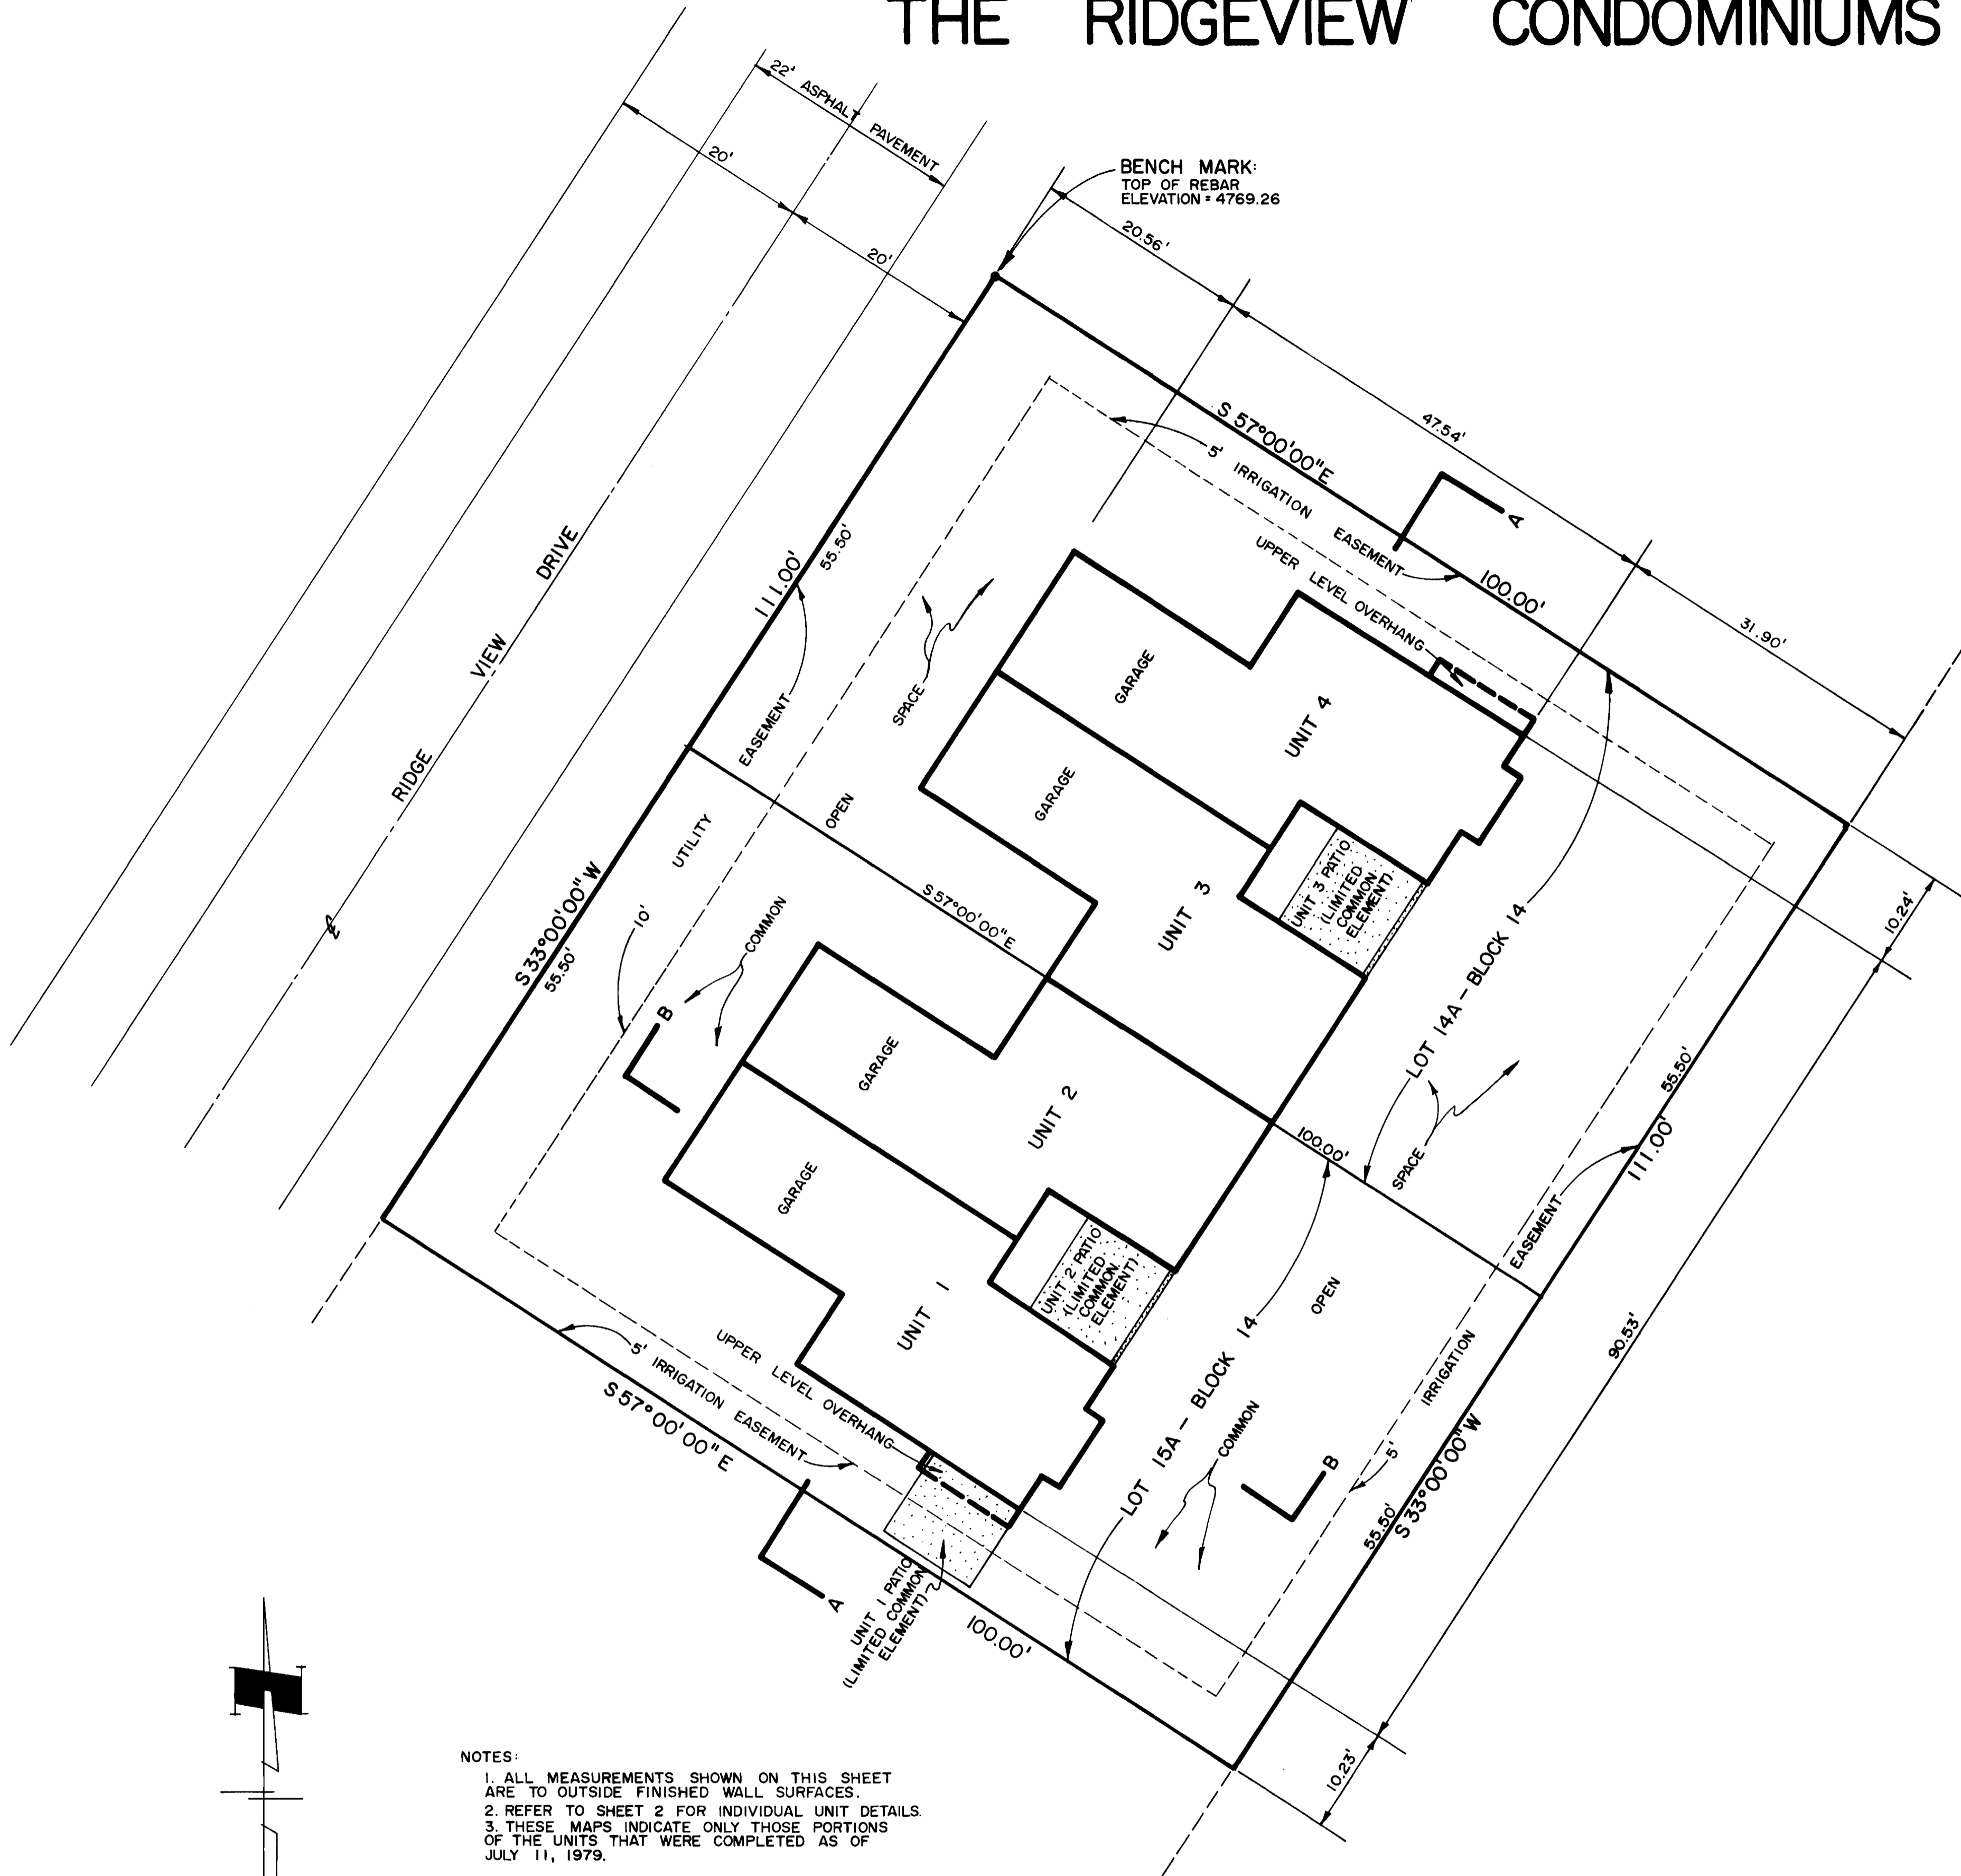 THE RIDGEVIEW CONDOMINIUMS
22' ASPHALT PAVEMENT
20'
20'
BENCH MARK:
TOP OF REBAR
ELEVATION = 4769.26
20.56'
47.54'
31.90'
S 57°00'00" E
100.00'
5' IRRIGATION EASEMENT
UPPER LEVEL OVERHANG
A
111.00'
55.50'
RIDGE VIEW DRIVE
S 33°00'00" W
55.50'
UTILITY EASEMENT
10'
OPEN SPACE
COMMON
GARAGE
UNIT 4
GARAGE
UNIT 3
UNIT 3 PATIO
(LIMITED
COMMON
ELEMENT)
S 57°00'00" E
100.00'
B
GARAGE
UNIT 2
GARAGE
UNIT 1
UNIT 2 PATIO
(LIMITED
COMMON
ELEMENT)
LOT 14A - BLOCK 14
LOT 15A - BLOCK 14
OPEN SPACE
COMMON
B
10.24'
55.50'
111.00'
90.53'
5' IRRIGATION EASEMENT
55.50'
S 33°00'00" W
10.23'
UPPER LEVEL OVERHANG
5' IRRIGATION EASEMENT
S 57°00'00" E
A
UNIT 1 PATIO
(LIMITED COMMON
ELEMENT)
100.00'
NOTES:
1. ALL MEASUREMENTS SHOWN ON THIS SHEET
ARE TO OUTSIDE FINISHED WALL SURFACES.
2. REFER TO SHEET 2 FOR INDIVIDUAL UNIT DETAILS.
3. THESE MAPS INDICATE ONLY THOSE PORTIONS
OF THE UNITS THAT WERE COMPLETED AS OF
JULY 11, 1979.